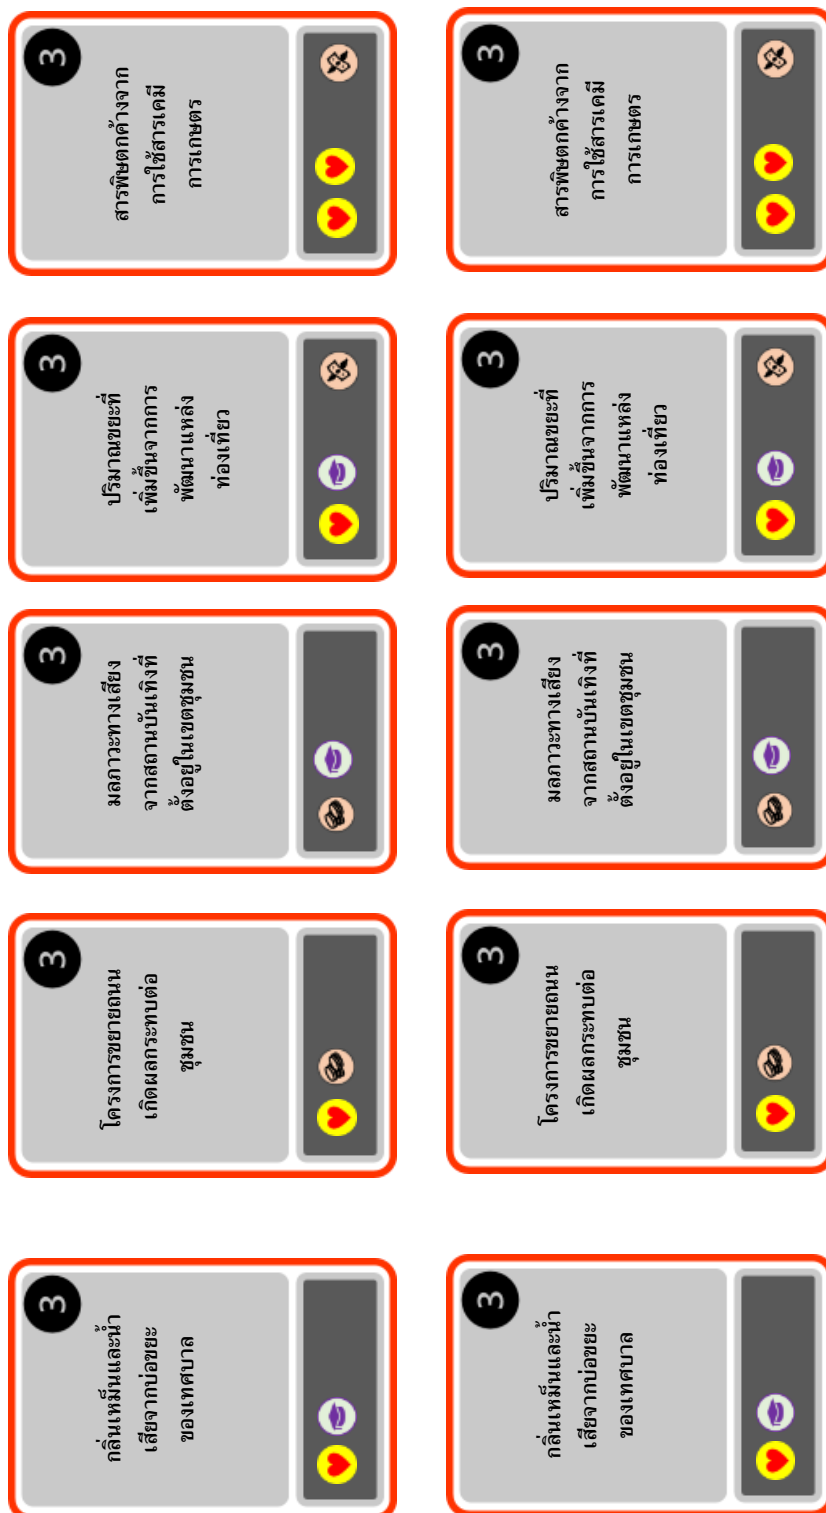 3
กลิ่นเหม็นและน้ำ
เสียจากบ่อขยะ
ของเทศบาล
3
โครงการขยายถนน
เกิดผลกระทบต่อ
ชุมชน
3
มลภาวะทางเสียง
จากสถานบันเทิงที่
ตั้งอยู่ในเขตชุมชน
3
ปริมาณขยะที่
เพิ่มขึ้นจากการ
พัฒนาแหล่ง
ท่องเที่ยว
3
สารพิษตกค้างจาก
การใช้สารเคมี
การเกษตร
3
กลิ่นเหม็นและน้ำ
เสียจากบ่อขยะ
ของเทศบาล
3
โครงการขยายถนน
เกิดผลกระทบต่อ
ชุมชน
3
มลภาวะทางเสียง
จากสถานบันเทิงที่
ตั้งอยู่ในเขตชุมชน
3
ปริมาณขยะที่
เพิ่มขึ้นจากการ
พัฒนาแหล่ง
ท่องเที่ยว
3
สารพิษตกค้างจาก
การใช้สารเคมี
การเกษตร